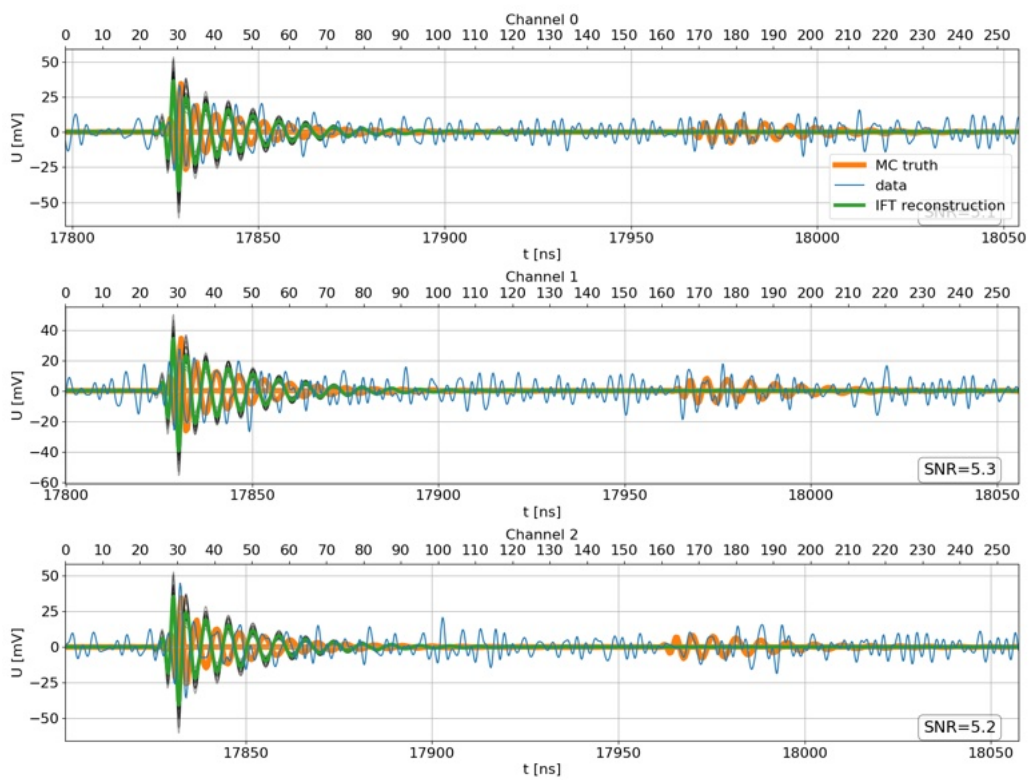 Channel 0
0 10 20 30 40 50 60 70 80 90 100 110 120 130 140 150 160 170 180 190 200 210 220 230 240 250
50
25
0
−25
−50
U [mV]
MC truth
data
IFT reconstruction
SNR=5.1
17800 17850 17900 17950 18000 18050
t [ns]
Channel 1
0 10 20 30 40 50 60 70 80 90 100 110 120 130 140 150 160 170 180 190 200 210 220 230 240 250
40
20
0
−20
−40
−60
U [mV]
SNR=5.3
17800 17850 17900 17950 18000 18050
t [ns]
Channel 2
0 10 20 30 40 50 60 70 80 90 100 110 120 130 140 150 160 170 180 190 200 210 220 230 240 250
50
25
0
−25
−50
U [mV]
SNR=5.2
17850 17900 17950 18000 18050
t [ns]